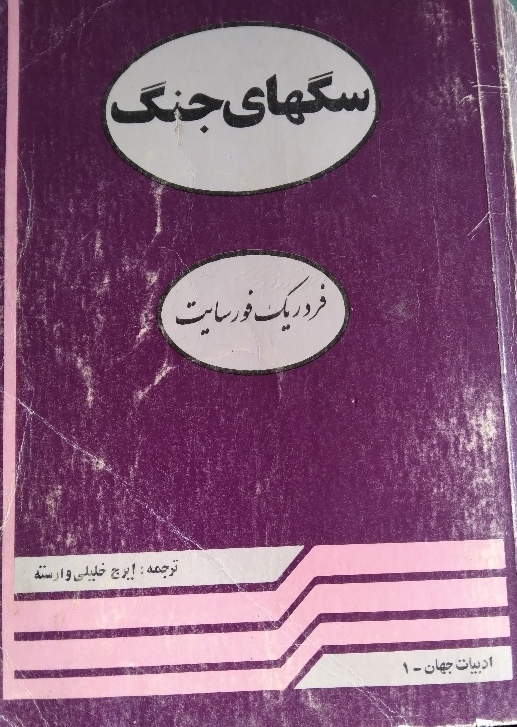 سگهای جنگ
فردریک فورسایت
ترجمه: ایرج خلیلی وارسته
ادبیات جهان - ۱